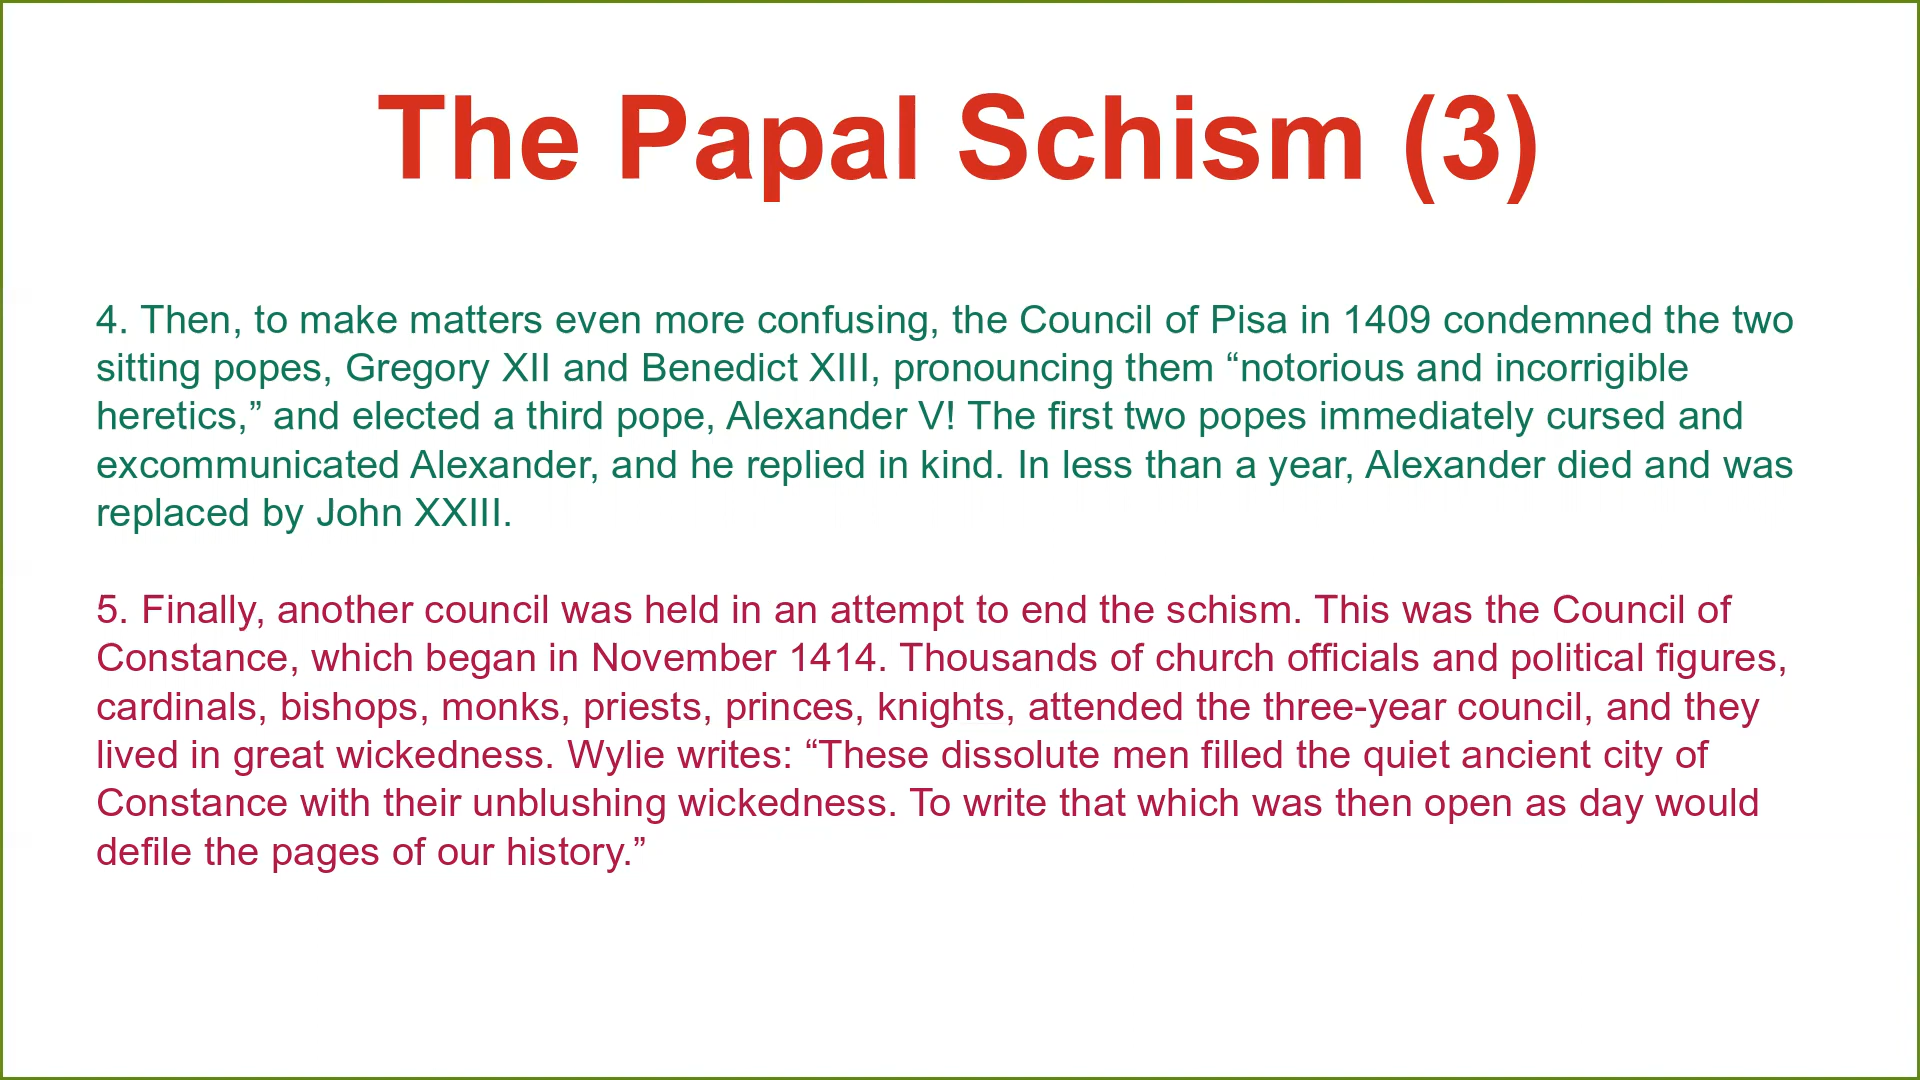 The Papal Schism (3)
4. Then, to make matters even more confusing, the Council of Pisa in 1409 condemned the two
sitting popes, Gregory XII and Benedict XIII, pronouncing them “notorious and incorrigible
heretics,” and elected a third pope, Alexander V! The first two popes immediately cursed and
excommunicated Alexander, and he replied in kind. In less than a year, Alexander died and was
replaced by John XXIII.
5. Finally, another council was held in an attempt to end the schism. This was the Council of
Constance, which began in November 1414. Thousands of church officials and political figures,
cardinals, bishops, monks, priests, princes, knights, attended the three-year council, and they
lived in great wickedness. Wylie writes: “These dissolute men filled the quiet ancient city of
Constance with their unblushing wickedness. To write that which was then open as day would
defile the pages of our history.”